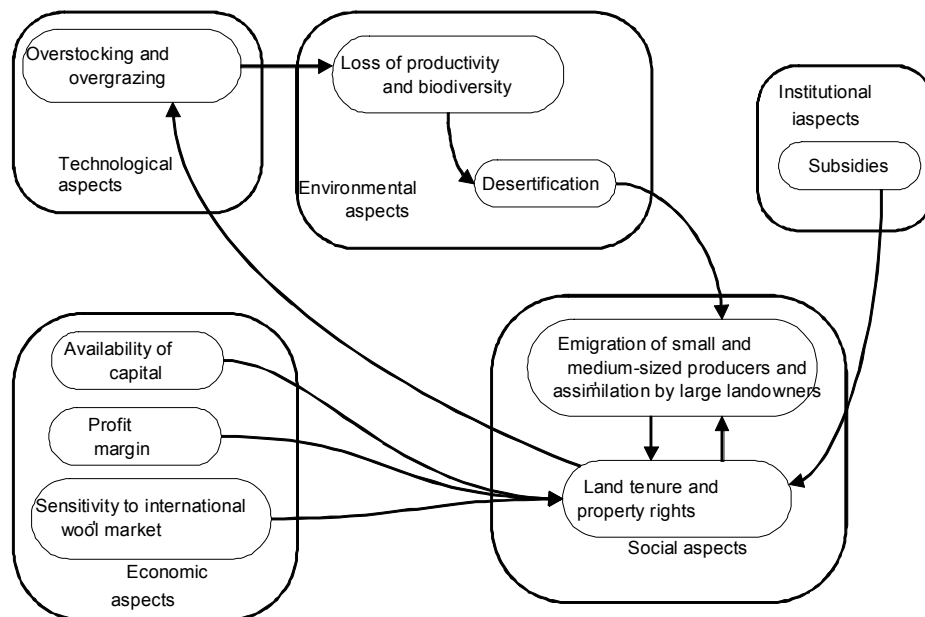 Overstocking and
overgrazing
Technological
aspects
Loss of productivity
and biodiversity
Desertification
Environmental
aspects
Institutional
iaspects
Subsidies
Availability of
capital
Profit
margin
Sensitivity to international
wool market
Economic
aspects
Emigration of small and
medium-sized producers and
assimilation by large landowners
Land tenure and
property rights
Social aspects